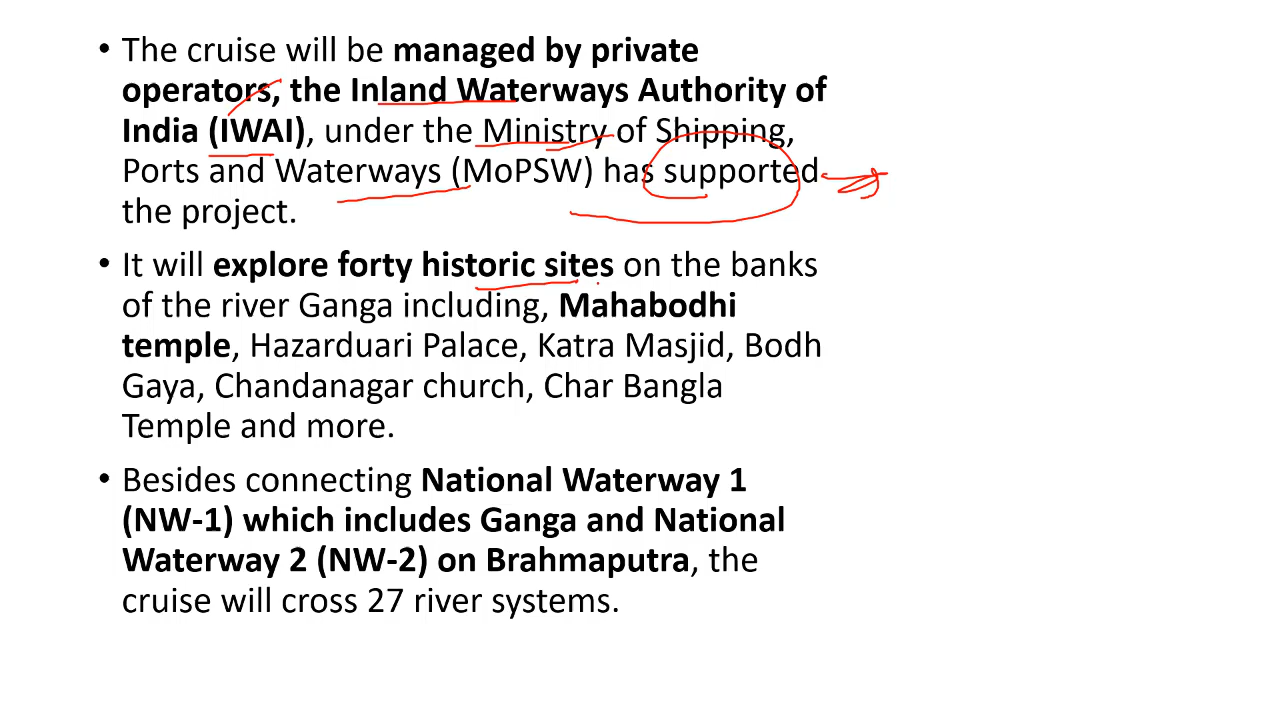 • The cruise will be managed by private
operators, the Inland Waterways Authority of
India (IWAI), under the Ministry of Shipping,
Ports and Waterways (MoPSW) has supported
the project.
• It will explore forty historic sites on the banks
of the river Ganga including, Mahabodhi
temple, Hazarduari Palace, Katra Masjid, Bodh
Gaya, Chandanagar church, Char Bangla
Temple and more.
• Besides connecting National Waterway 1
(NW-1) which includes Ganga and National
Waterway 2 (NW-2) on Brahmaputra, the
cruise will cross 27 river systems.